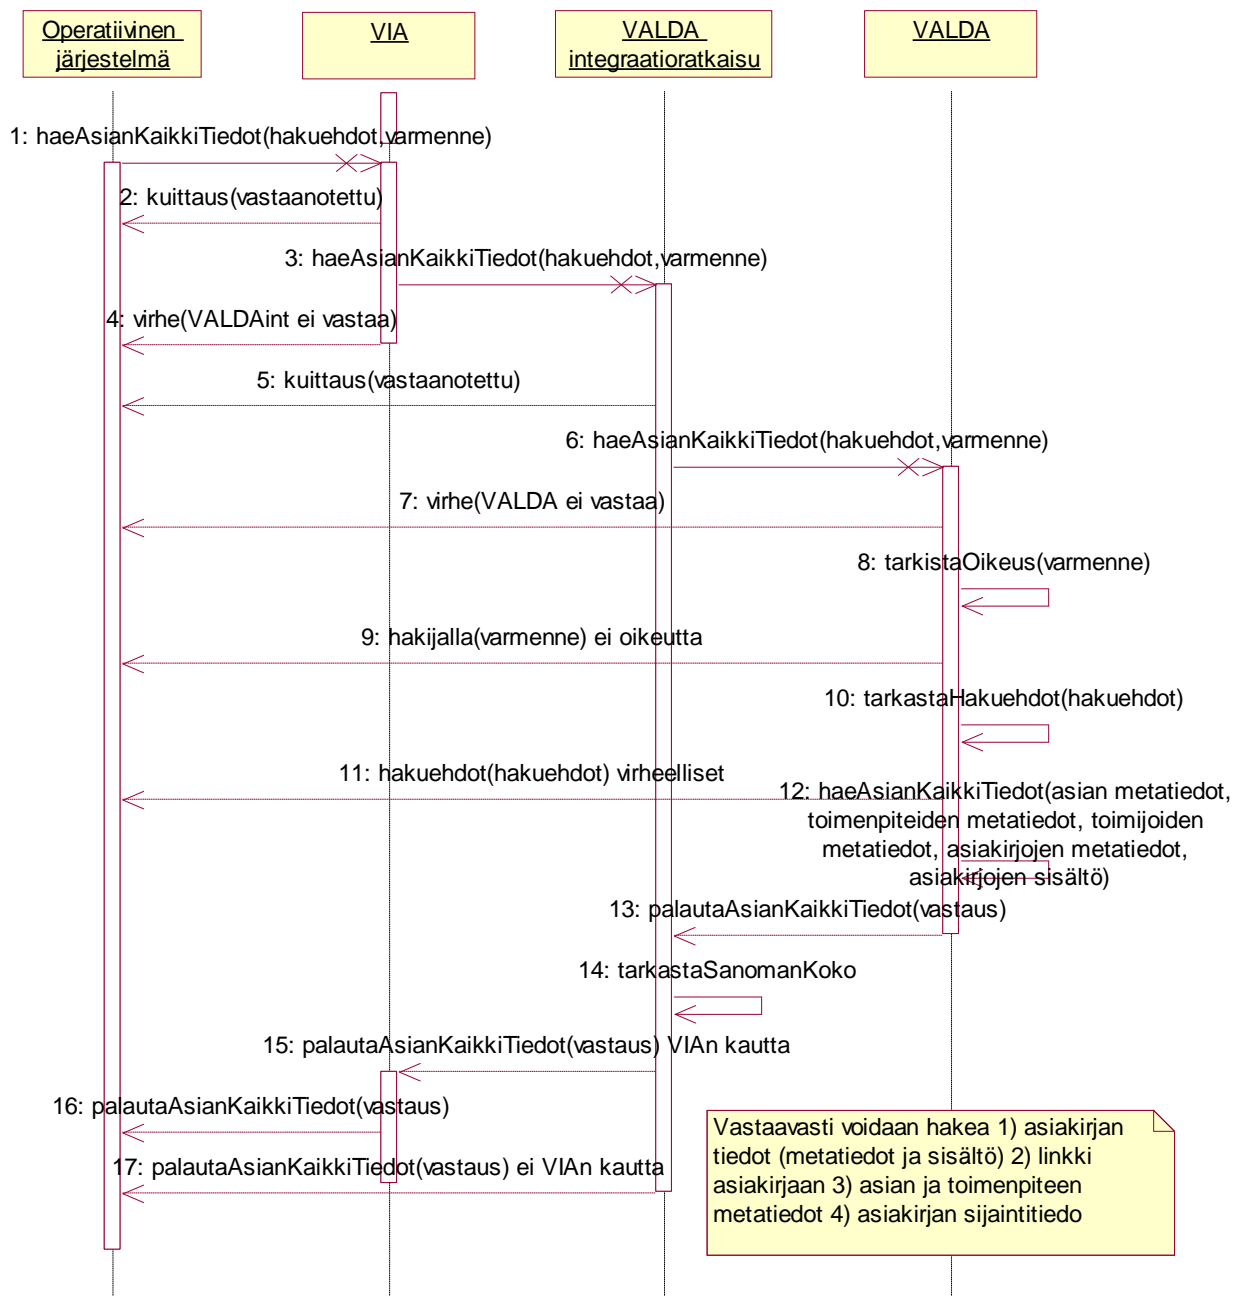 Operatiivinen
järjestelmä
VIA
VALDA
integraatioratkaisu
VALDA
1: haeAsianKaikkiTiedot(hakuehdot,varmenne)
2: kuittaus(vastaanotettu)
3: haeAsianKaikkiTiedot(hakuehdot,varmenne)
4: virhe(VALDAint ei vastaa)
5: kuittaus(vastaanotettu)
6: haeAsianKaikkiTiedot(hakuehdot,varmenne)
7: virhe(VALDA ei vastaa)
8: tarkistaOikeus(varmenne)
9: hakijalla(varmenne) ei oikeutta
10: tarkastaHakuehdot(hakuehdot)
11: hakuehdot(hakuehdot) virheelliset
12: haeAsianKaikkiTiedot(asian metatiedot,
toimenpiteiden metatiedot, toimijoiden
metatiedot, asiakirjojen metatiedot,
asiakirjojen sisältö)
13: palautaAsianKaikkiTiedot(vastaus)
14: tarkastaSanomanKoko
15: palautaAsianKaikkiTiedot(vastaus) VIAn kautta
16: palautaAsianKaikkiTiedot(vastaus)
17: palautaAsianKaikkiTiedot(vastaus) ei VIAn kautta
Vastaavasti voidaan hakea 1) asiakirjan
tiedot (metatiedot ja sisältö) 2) linkki
asiakirjaan 3) asian ja toimenpiteen
metatiedot 4) asiakirjan sijaintitiedo